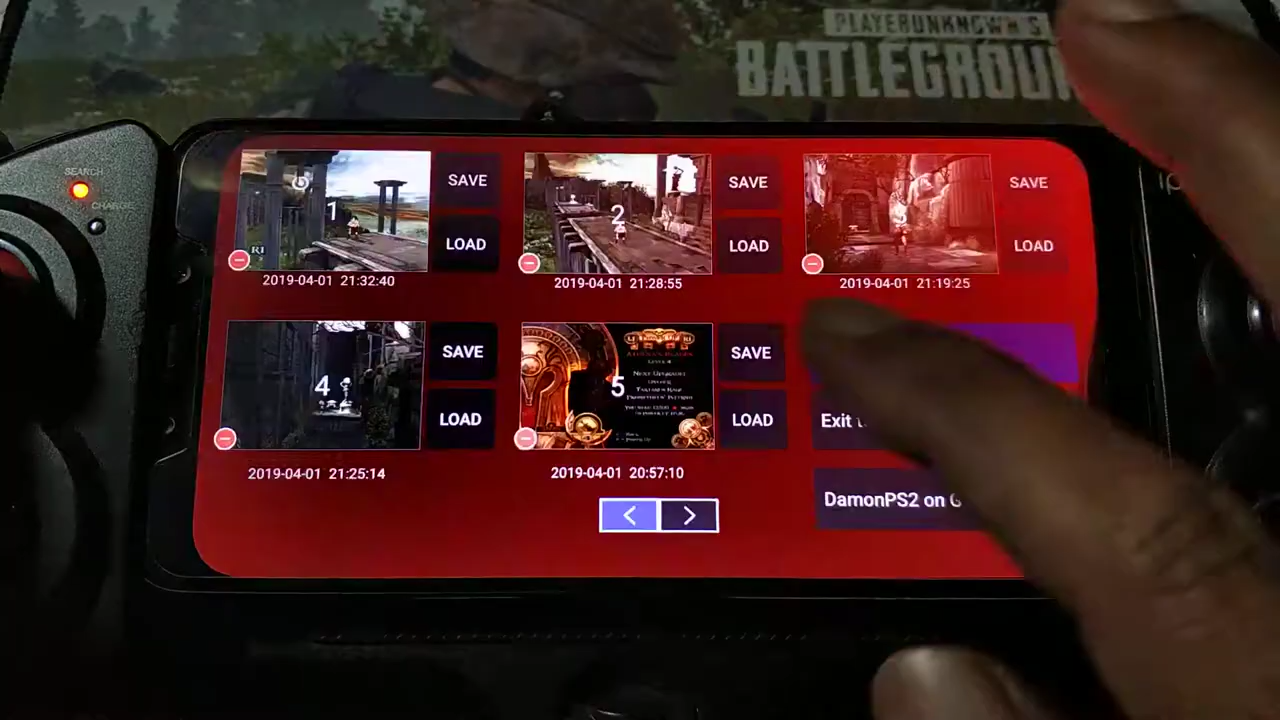 PLAYERUNKNOWN'S
BATTLEGROU
SEARCH
CHARGE
1
SAVE
LOAD
2019-04-01 21:32:40
2
SAVE
LOAD
2019-04-01 21:28:55
SAVE
LOAD
2019-04-01 21:19:25
4
SAVE
LOAD
2019-04-01 21:25:14
5
SAVE
LOAD
2019-04-01 20:57:10
Exit
DamonPS2 on G
<
>